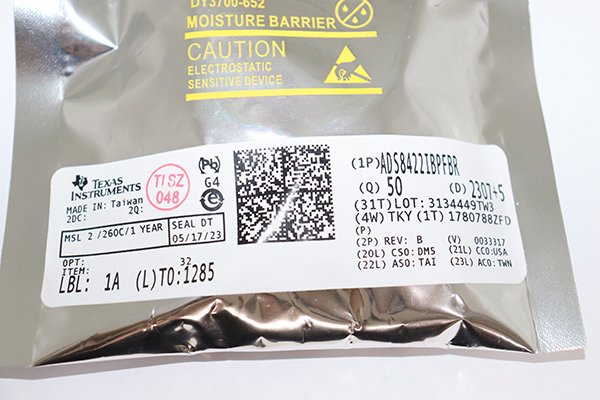 DY3700-652
MOISTURE BARRIER
CAUTION
ELECTROSTATIC
SENSITIVE DEVICE
TEXAS
INSTRUMENTS
MADE IN: Taiwan
2DC: 2Q:
TI SZ
048
Pb
G4
e
MSL 2 /260C/1 YEAR
SEAL DT
05/17/23
OPT:
ITEM: 32
LBL: 1A (L)TO:1285
(1P)ADS8422IBPFBR
(Q) 50 (D) 2307+5
(31T)LOT: 3134449TW3
(4W) TKY (1T) 1780788ZFD
(P)
(2P) REV: B (V) 0033317
(20L) CSO: DM5 (21L) CCO:USA
(22L) ASO: TAI (23L) ACO: TWN